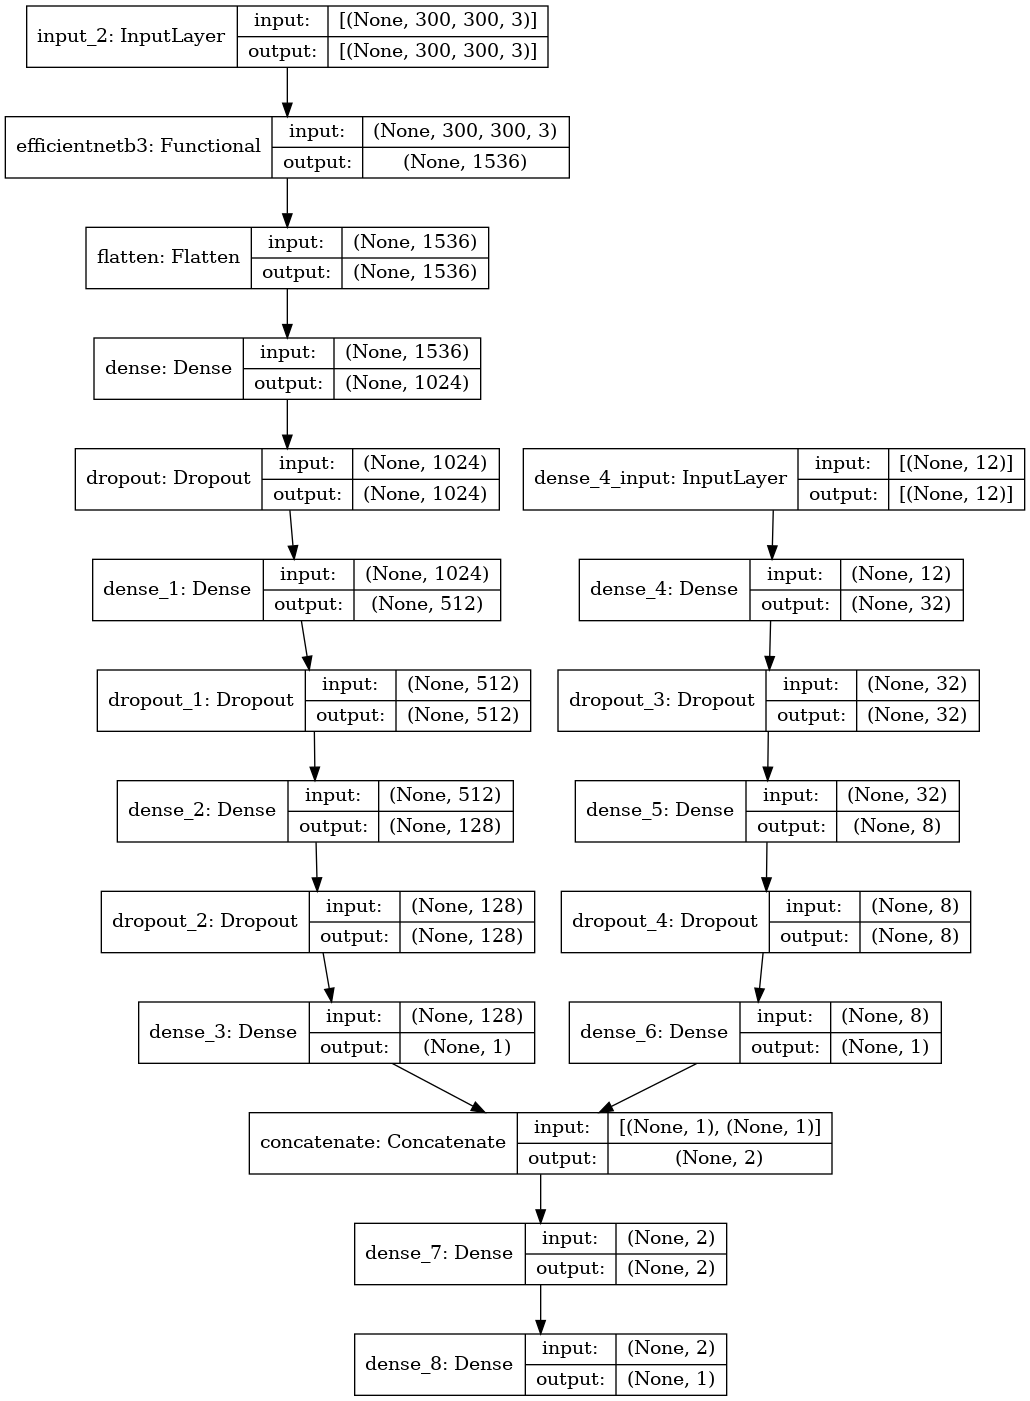 input_2: InputLayer
input:
[(None, 300, 300, 3)]
output:
[(None, 300, 300, 3)]
efficientnetb3: Functional
input:
(None, 300, 300, 3)
output:
(None, 1536)
flatten: Flatten
input:
(None, 1536)
output:
(None, 1536)
dense: Dense
input:
(None, 1536)
output:
(None, 1024)
dropout: Dropout
input:
(None, 1024)
output:
(None, 1024)
dense_4_input: InputLayer
input:
[(None, 12)]
output:
[(None, 12)]
dense_1: Dense
input:
(None, 1024)
output:
(None, 512)
dense_4: Dense
input:
(None, 12)
output:
(None, 32)
dropout_1: Dropout
input:
(None, 512)
output:
(None, 512)
dropout_3: Dropout
input:
(None, 32)
output:
(None, 32)
dense_2: Dense
input:
(None, 512)
output:
(None, 128)
dense_5: Dense
input:
(None, 32)
output:
(None, 8)
dropout_2: Dropout
input:
(None, 128)
output:
(None, 128)
dropout_4: Dropout
input:
(None, 8)
output:
(None, 8)
dense_3: Dense
input:
(None, 128)
output:
(None, 1)
dense_6: Dense
input:
(None, 8)
output:
(None, 1)
concatenate: Concatenate
input:
[(None, 1), (None, 1)]
output:
(None, 2)
dense_7: Dense
input:
(None, 2)
output:
(None, 2)
dense_8: Dense
input:
(None, 2)
output:
(None, 1)